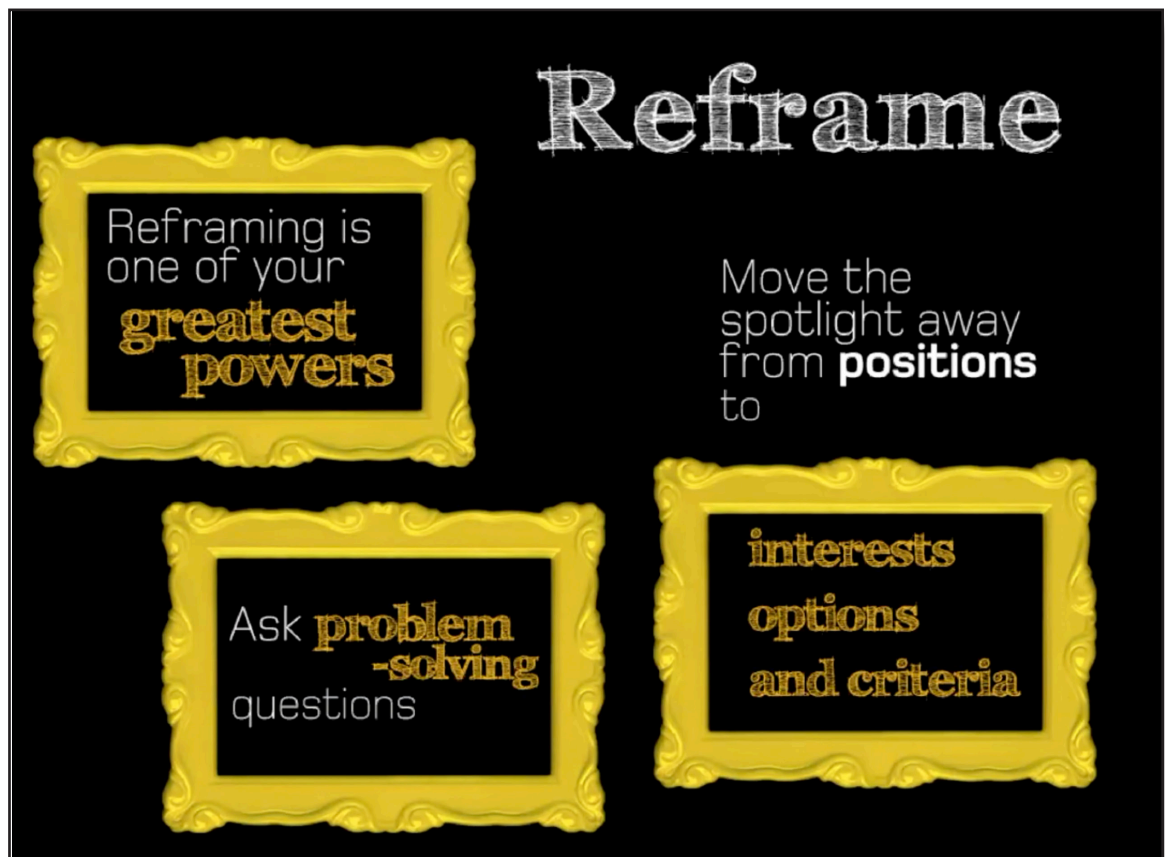 Reframe
Reframing is
one of your
greatest
powers
Move the
spotlight away
from positions
to
interests
options
and criteria
Ask problem
-solving
questions